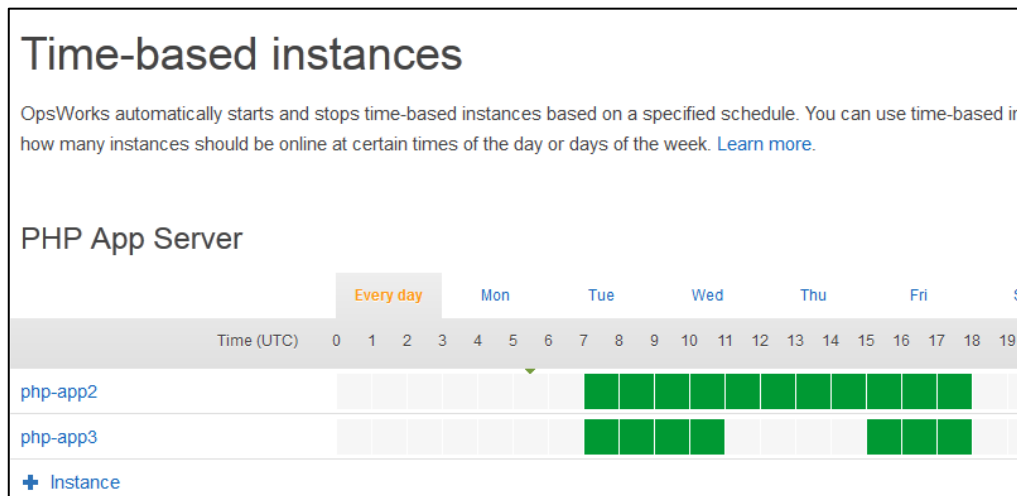 Time-based instances
OpsWorks automatically starts and stops time-based instances based on a specified schedule. You can use time-based
how many instances should be online at certain times of the day or days of the week. Learn more.
PHP App Server
Every day Mon Tue Wed Thu Fri
Time (UTC) 0 1 2 3 4 5 6 7 8 9 10 11 12 13 14 15 16 17 18 19
php-app2
php-app3
+ Instance